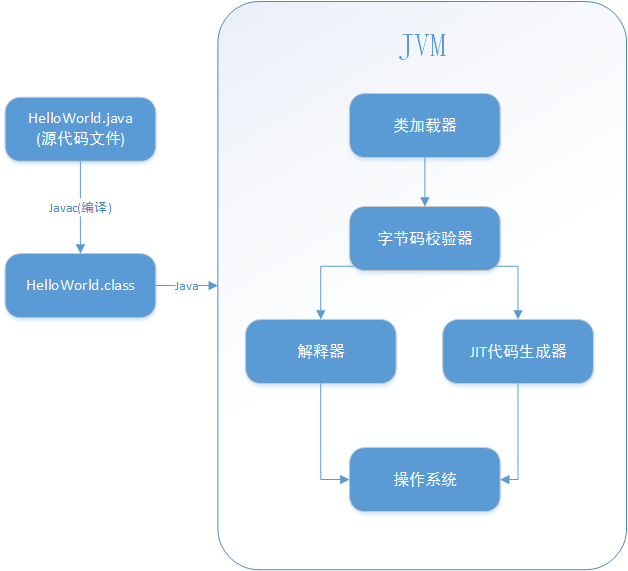 JVM
HelloWorld.java
(源代码文件)
类加载器
Javac(编译)
字节码校验器
HelloWorld.class
Java
解释器
JIT代码生成器
操作系统